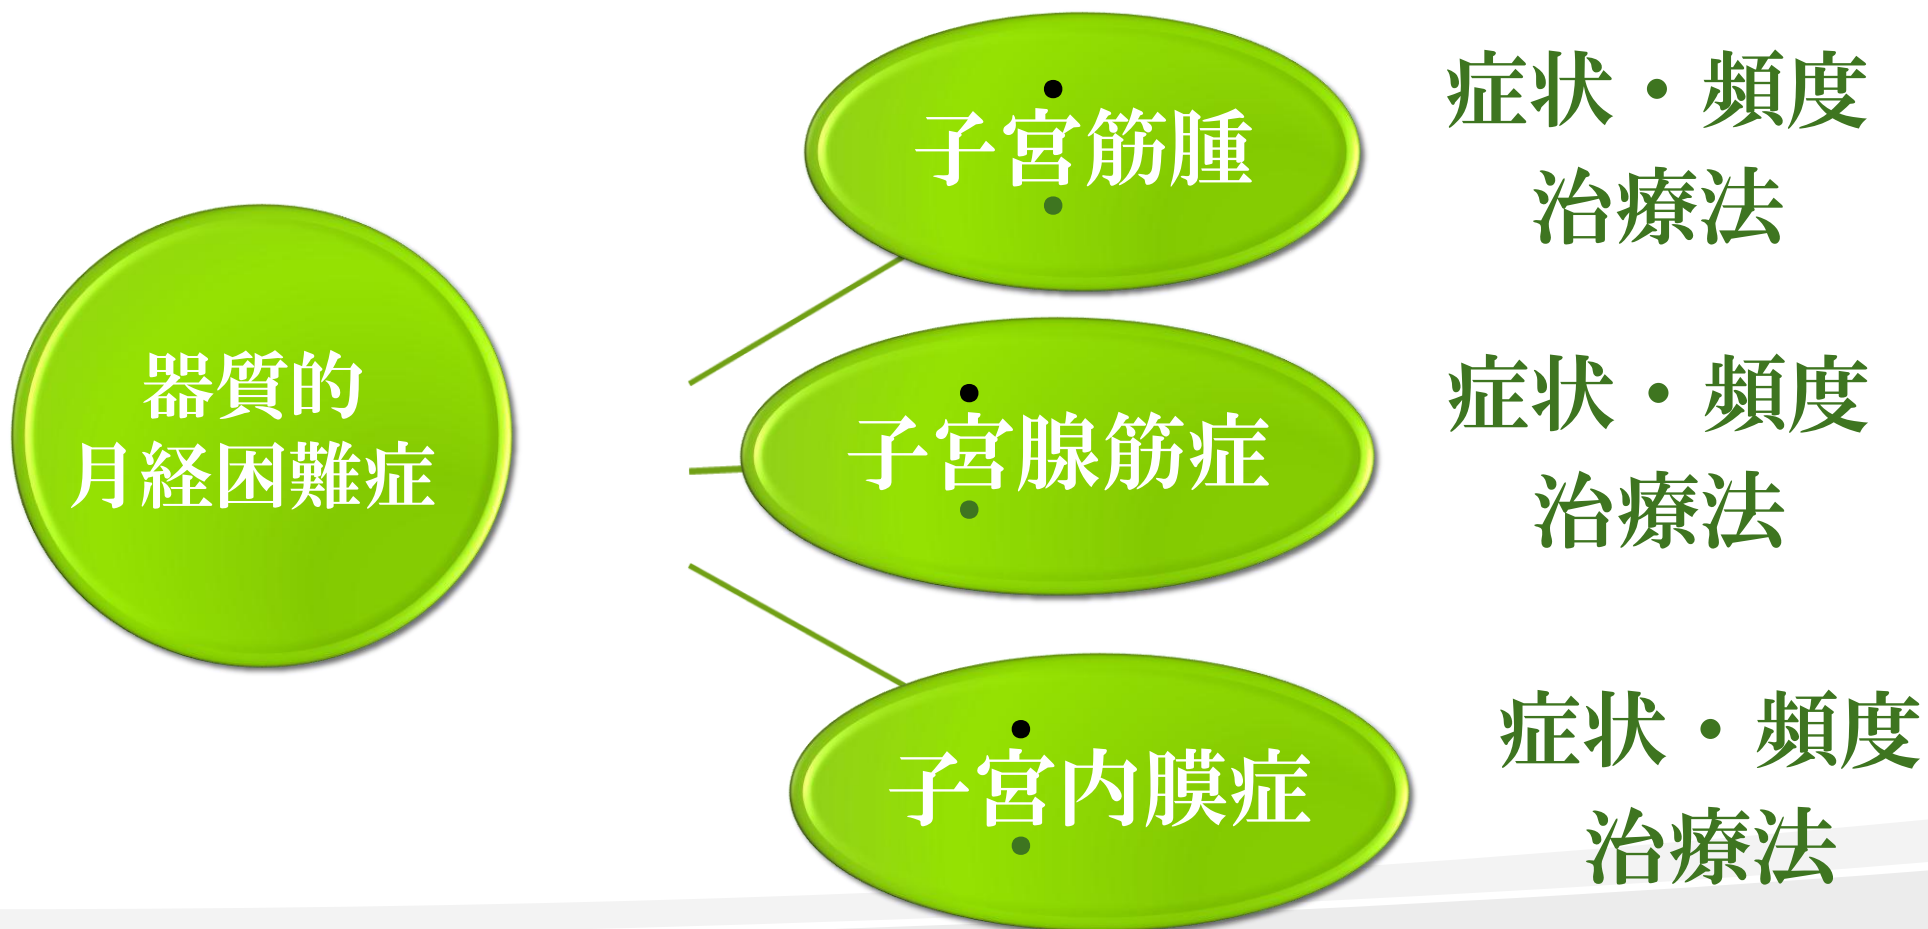 器質的
月経困難症
子宮筋腫
症状・頻度
治療法
子宮腺筋症
症状・頻度
治療法
子宮内膜症
症状・頻度
治療法